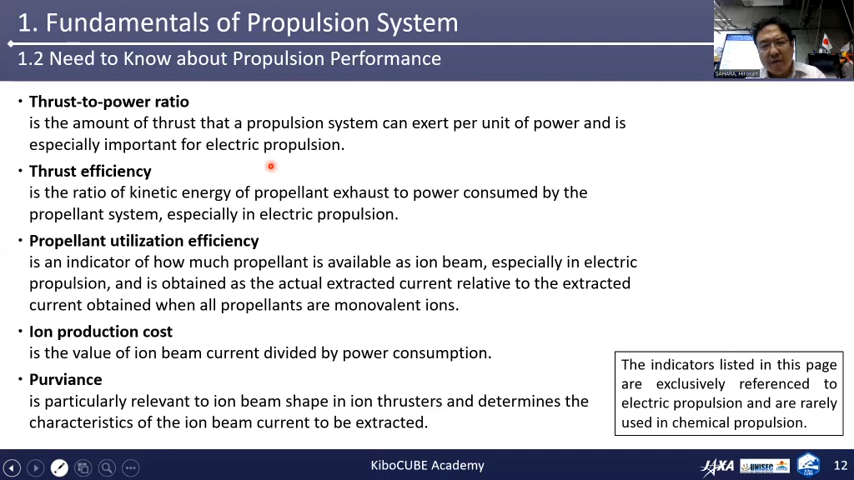 1. Fundamentals of Propulsion System
1.2 Need to Know about Propulsion Performance
SAHARA, Hironori
• Thrust-to-power ratio
is the amount of thrust that a propulsion system can exert per unit of power and is
especially important for electric propulsion.
• Thrust efficiency
is the ratio of kinetic energy of propellant exhaust to power consumed by the
propellant system, especially in electric propulsion.
• Propellant utilization efficiency
is an indicator of how much propellant is available as ion beam, especially in electric
propulsion, and is obtained as the actual extracted current relative to the extracted
current obtained when all propellants are monovalent ions.
• Ion production cost
is the value of ion beam current divided by power consumption.
• Purviance
is particularly relevant to ion beam shape in ion thrusters and determines the
characteristics of the ion beam current to be extracted.
The indicators listed in this page
are exclusively referenced to
electric propulsion and are rarely
used in chemical propulsion.
KiboCUBE Academy
JAXA
UNISEC
12